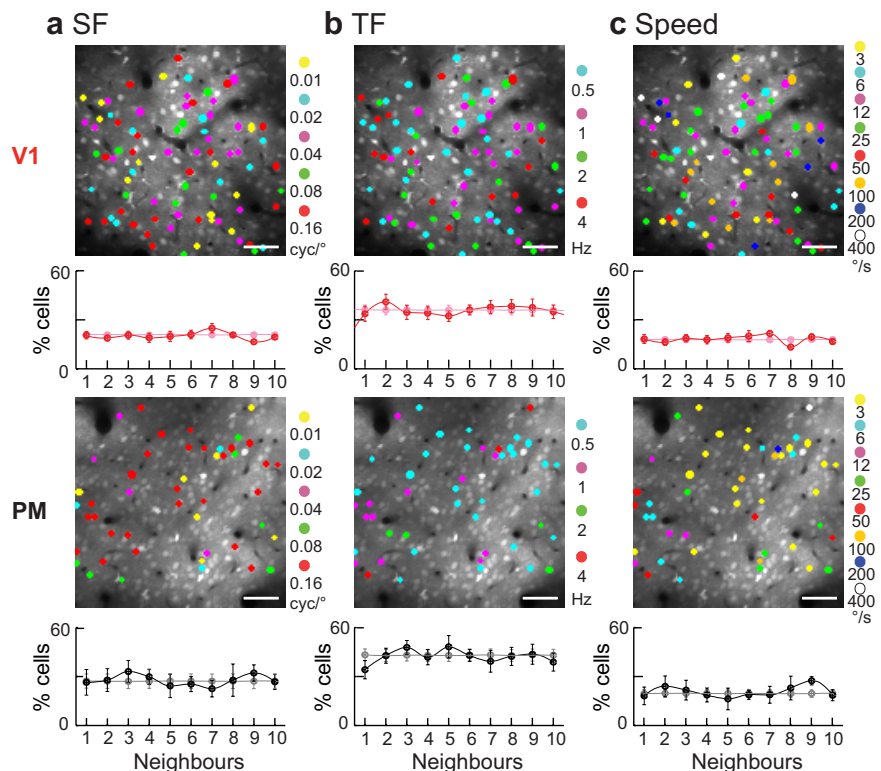 a SF
b TF
c Speed
V1
0.01
0.02
0.04
0.08
0.16
cyc/°
0.5
1
2
4
Hz
3
6
12
25
50
100
200
400
°/s
60
% cells
0
1 2 3 4 5 6 7 8 9 10
60
% cells
0
1 2 3 4 5 6 7 8 9 10
60
% cells
0
1 2 3 4 5 6 7 8 9 10
PM
0.01
0.02
0.04
0.08
0.16
cyc/°
0.5
1
2
4
Hz
3
6
12
25
50
100
200
400
°/s
60
% cells
0
1 2 3 4 5 6 7 8 9 10
Neighbours
60
% cells
0
1 2 3 4 5 6 7 8 9 10
Neighbours
60
% cells
0
1 2 3 4 5 6 7 8 9 10
Neighbours